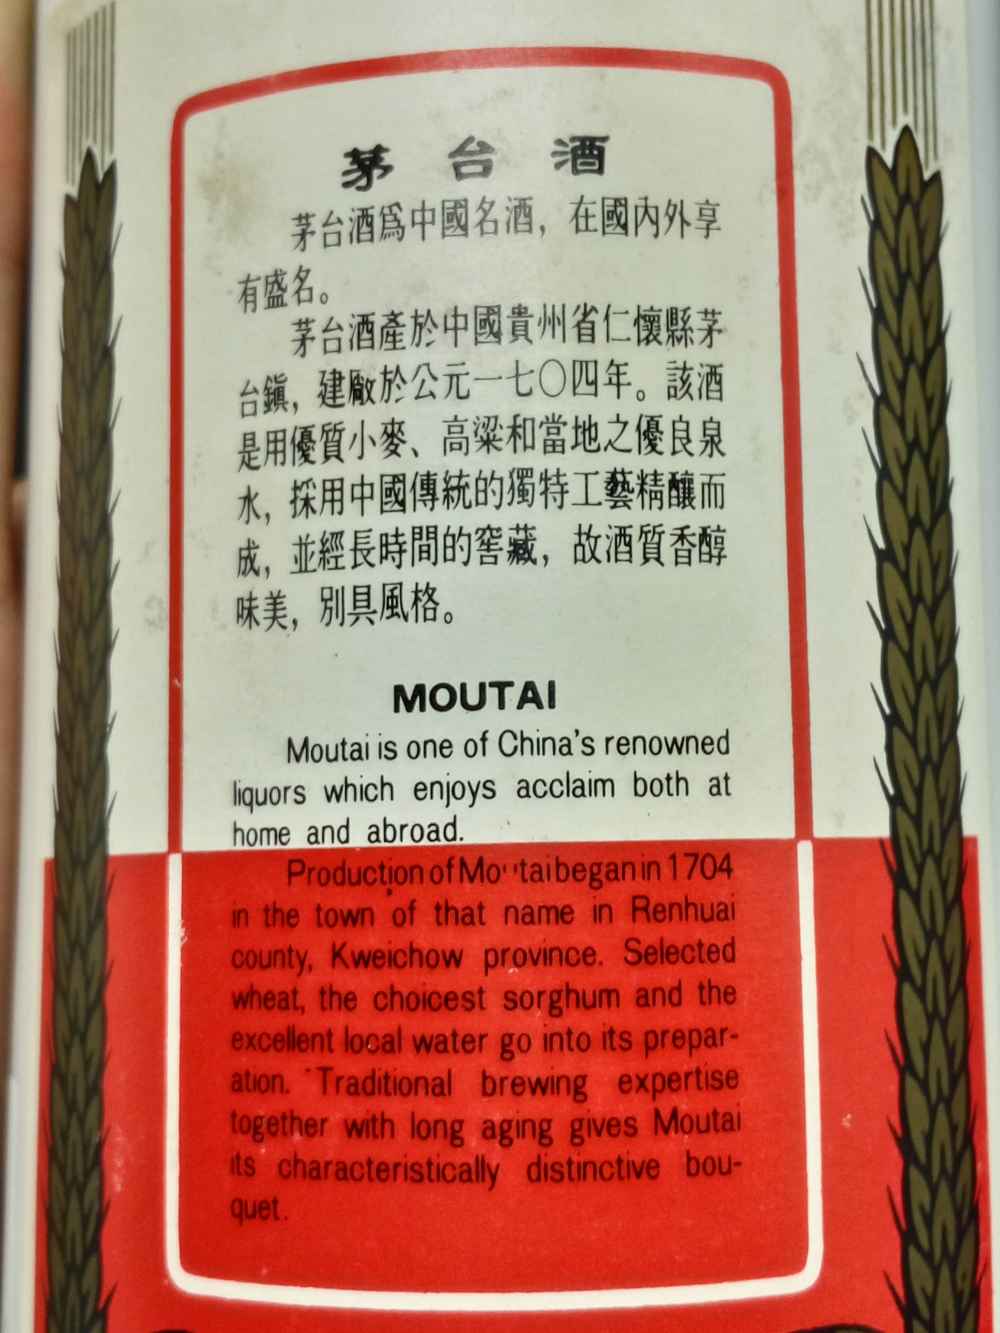 茅台酒
茅台酒爲中國名酒，在國內外享
有盛名。
茅台酒產於中國貴州省仁懷縣茅
台鎮，建廠於公元一七〇四年。該酒
是用優質小麥、高粱和當地之優良泉
水，採用中國傳統的獨特工藝精釀而
成，並經長時間的窖藏，故酒質香醇
味美，別具風格。
MOUTAI
Moutai is one of China's renowned
liquors which enjoys acclaim both at
home and abroad.
Production of Moutai began in 1704
in the town of that name in Renhuai
county, Kweichow province. Selected
wheat, the choicest sorghum and the
excellent local water go into its prepar-
ation. Traditional brewing expertise
together with long aging gives Moutai
its characteristically distinctive bou-
quet.